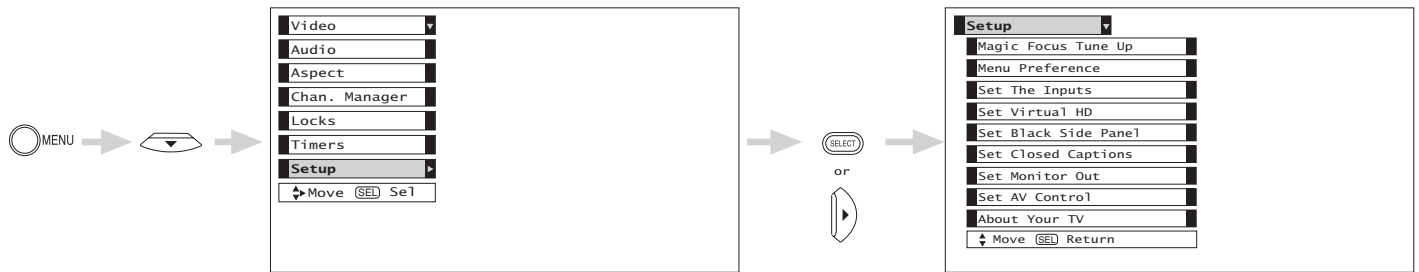 MENU
Video
Audio
Aspect
Chan. Manager
Locks
Timers
Setup
Move SEL Sel
SELECT
or
Setup
Magic Focus Tune Up
Menu Preference
Set The Inputs
Set Virtual HD
Set Black Side Panel
Set Closed Captions
Set Monitor Out
Set AV Control
About Your TV
Move SEL Return